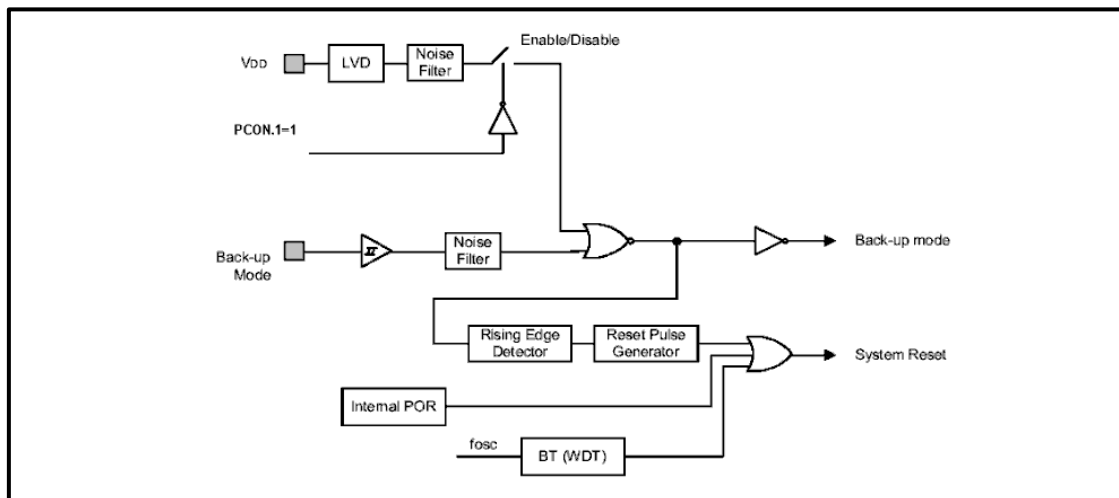 Enable/Disable
VDD
LVD
Noise
Filter
PCON.1=1
Back-up
Mode
Noise
Filter
Back-up mode
Rising Edge
Detector
Reset Pulse
Generator
System Reset
Internal POR
fosc
BT (WDT)